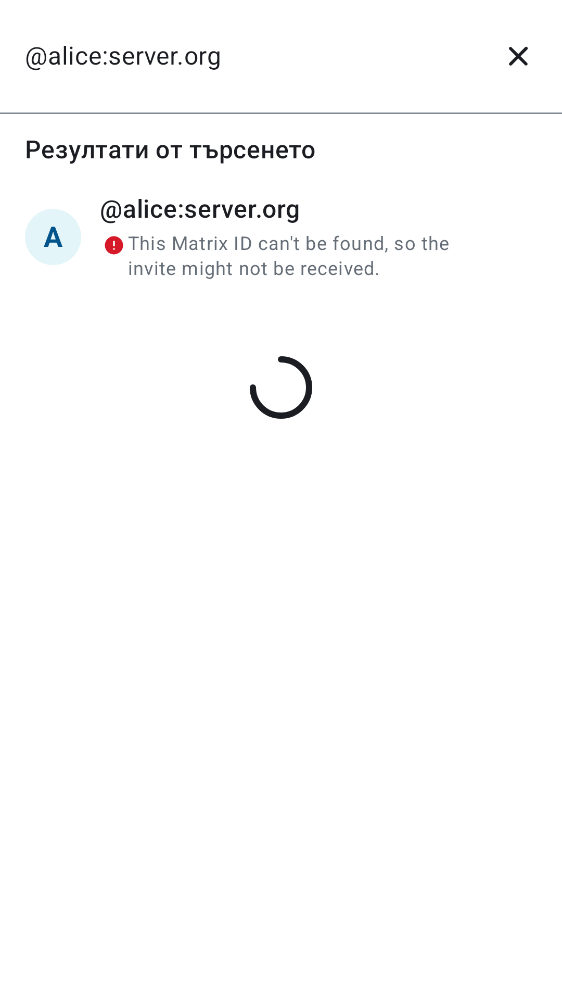 @alice:server.org
Резултати от търсенето
A
@alice:server.org
This Matrix ID can't be found, so the
invite might not be received.